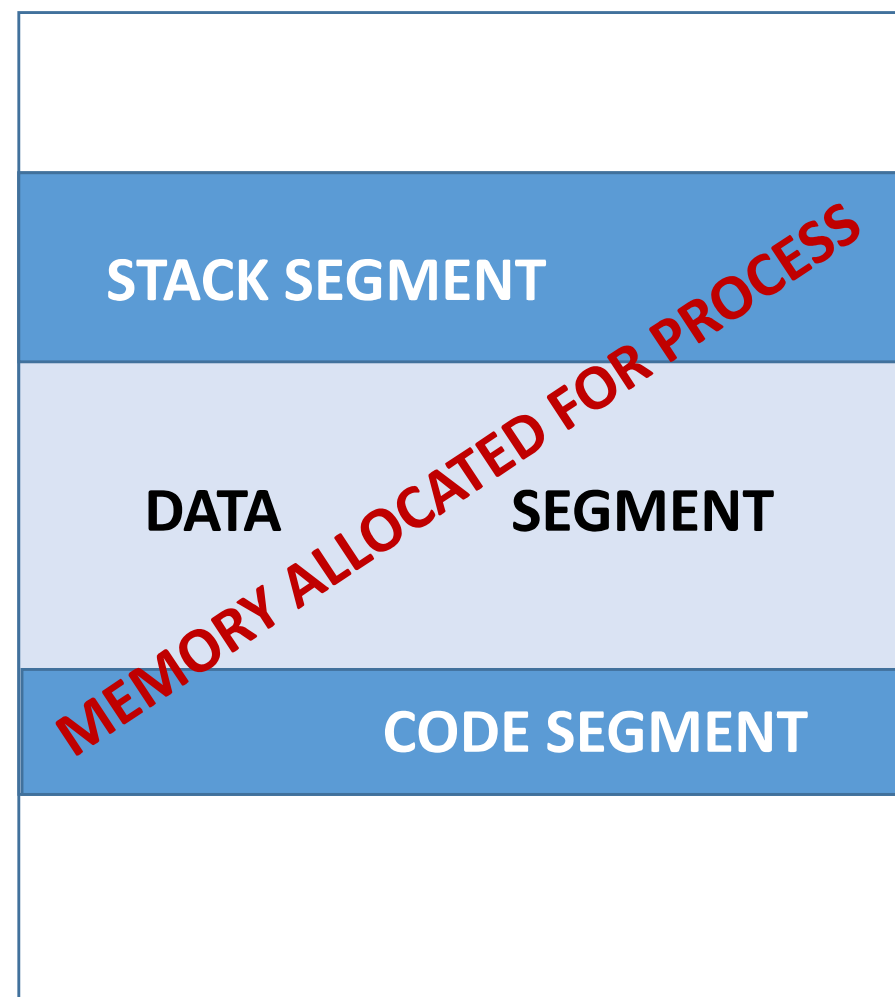 STACK SEGMENT
MEMORY ALLOCATED FOR PROCESS
DATA SEGMENT
CODE SEGMENT